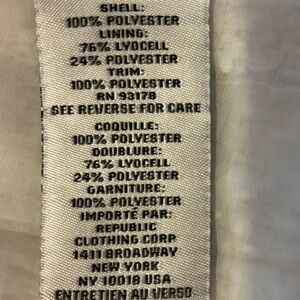 SHELL:
100% POLYESTER
LINING:
76% LYOCELL
24% POLYESTER
TRIM:
100% POLYESTER
RN 93178
SEE REVERSE FOR CARE
COQUILLE:
100% POLYESTER
DOUBLURE:
76% LYOCELL
24% POLYESTER
GARNITURE:
100% POLYESTER
IMPORTÉ PAR:
REPUBLIC
CLOTHING CORP
1411 BROADWAY
NEW YORK
NY 10018 USA
ENTRETIEN AU VERSO